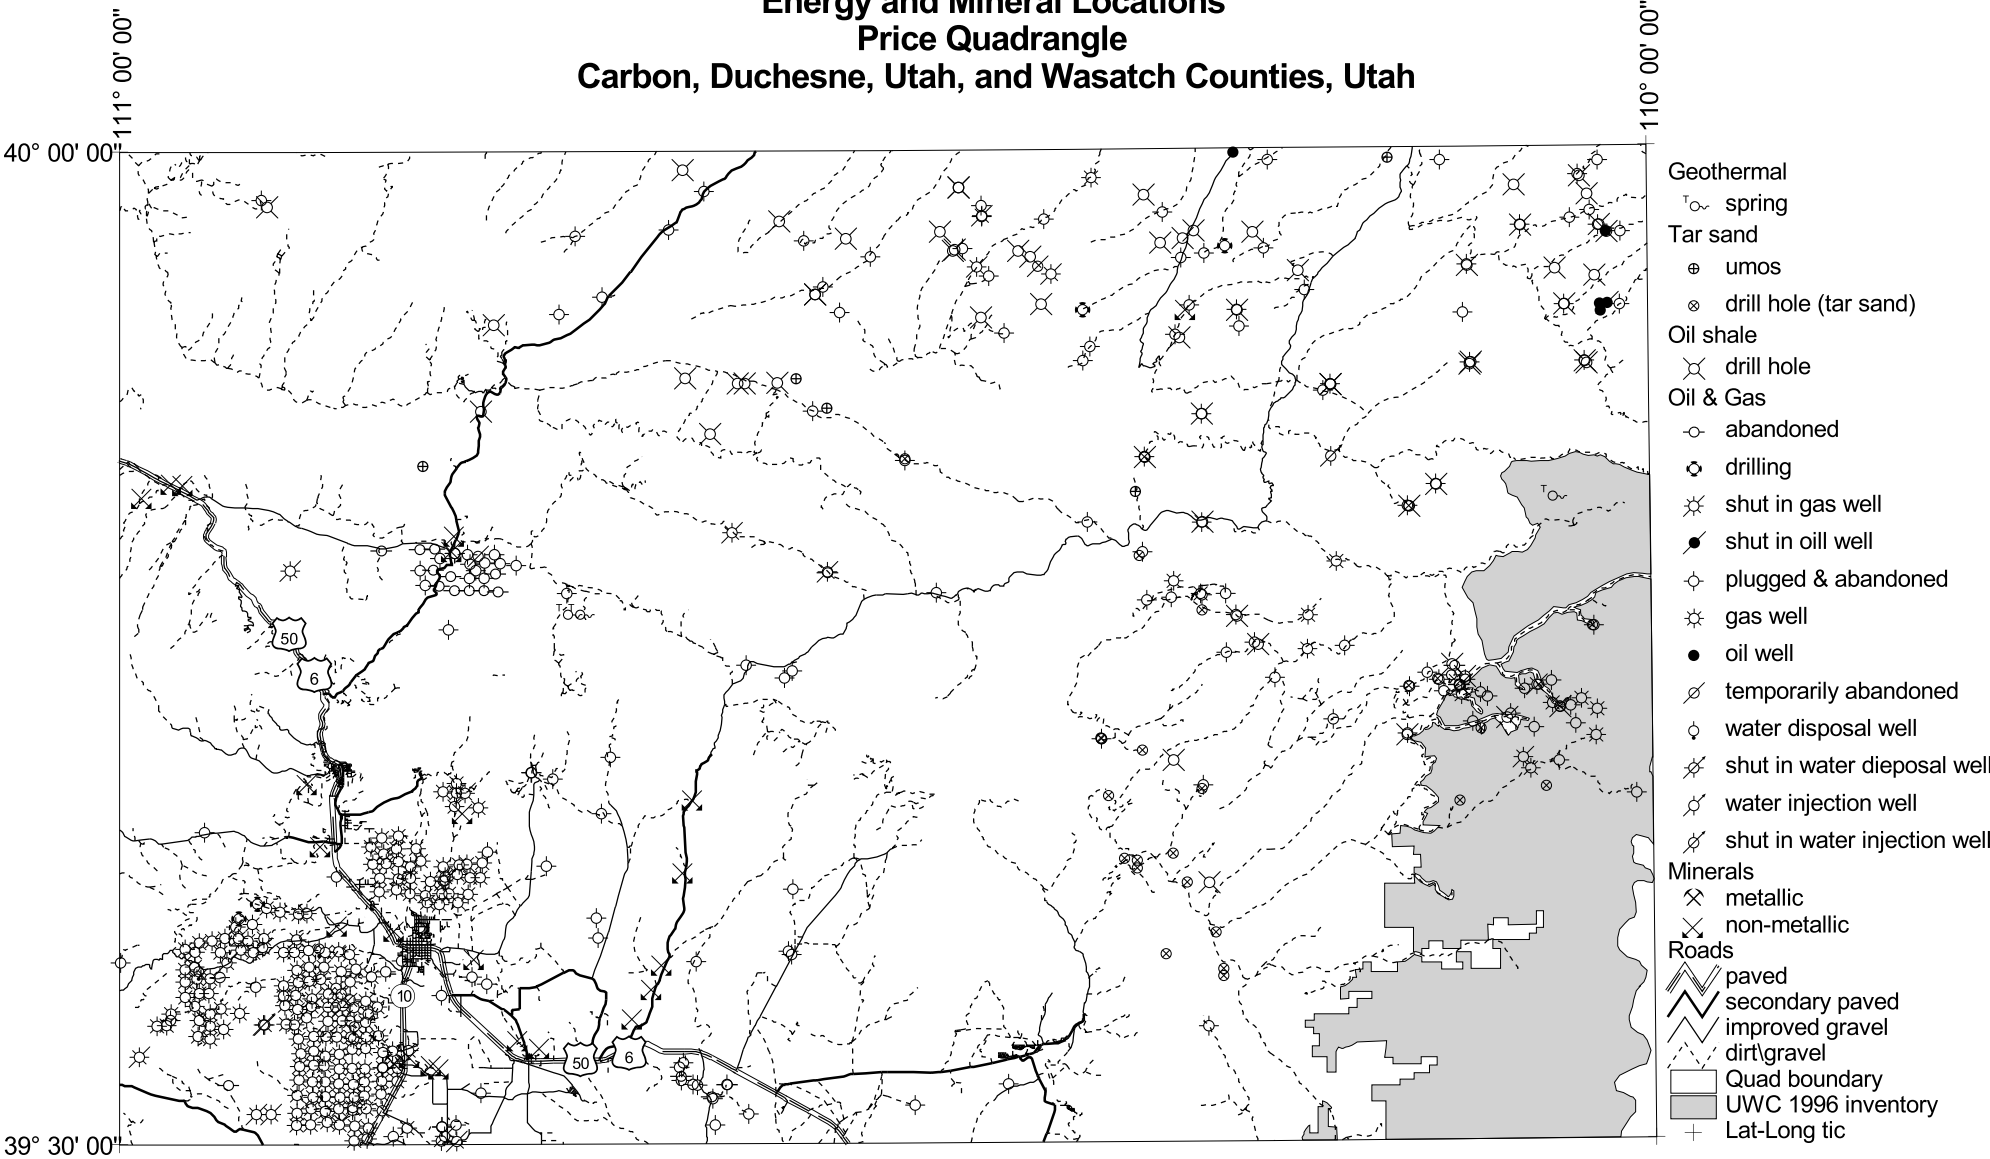 Energy and Mineral Locations
Price Quadrangle
Carbon, Duchesne, Utah, and Wasatch Counties, Utah
111° 00' 00"
110° 00' 00"
40° 00' 00"
39° 30' 00"
50
6
10
50
6
T
T T
Geothermal
T spring
Tar sand
umos
drill hole (tar sand)
Oil shale
drill hole
Oil & Gas
abandoned
drilling
shut in gas well
shut in oill well
plugged & abandoned
gas well
oil well
temporarily abandoned
water disposal well
shut in water dieposal well
water injection well
shut in water injection well
Minerals
metallic
non-metallic
Roads
paved
secondary paved
improved gravel
dirt\gravel
Quad boundary
UWC 1996 inventory
Lat-Long tic